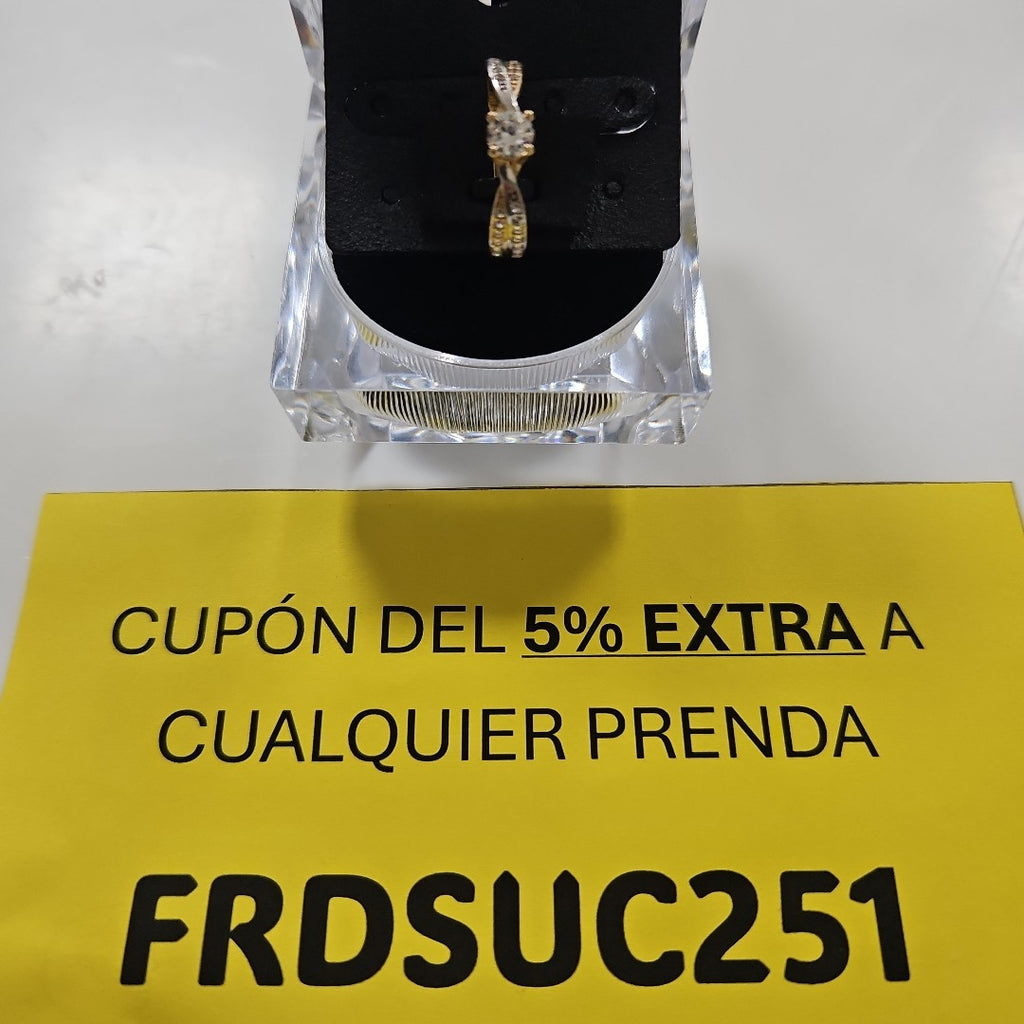 CUPÓN DEL 5% EXTRA A
CUALQUIER PRENDA
FRDSUC251